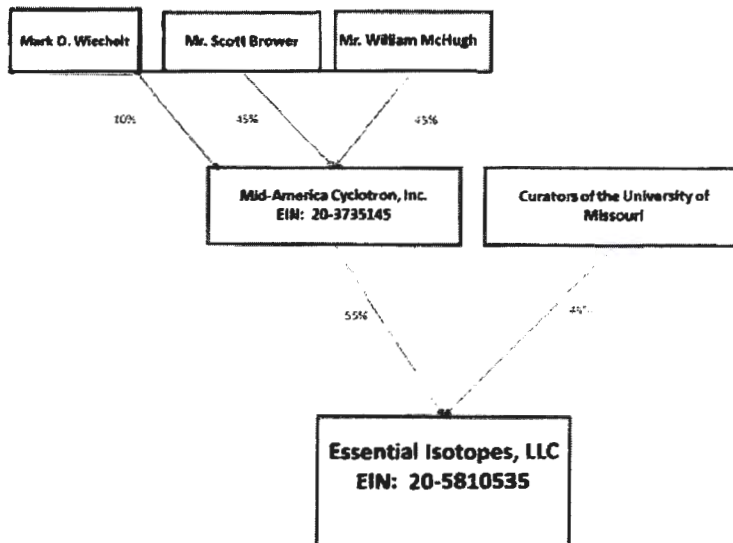 Mark D. Wiechelt
Mr. Scott Brower
Mr. William McHugh
10%
45%
45%
Mid-America Cyclotron, Inc.
EIN: 20-3735145
Curators of the University of
Missouri
55%
Essential Isotopes, LLC
EIN: 20-5810535